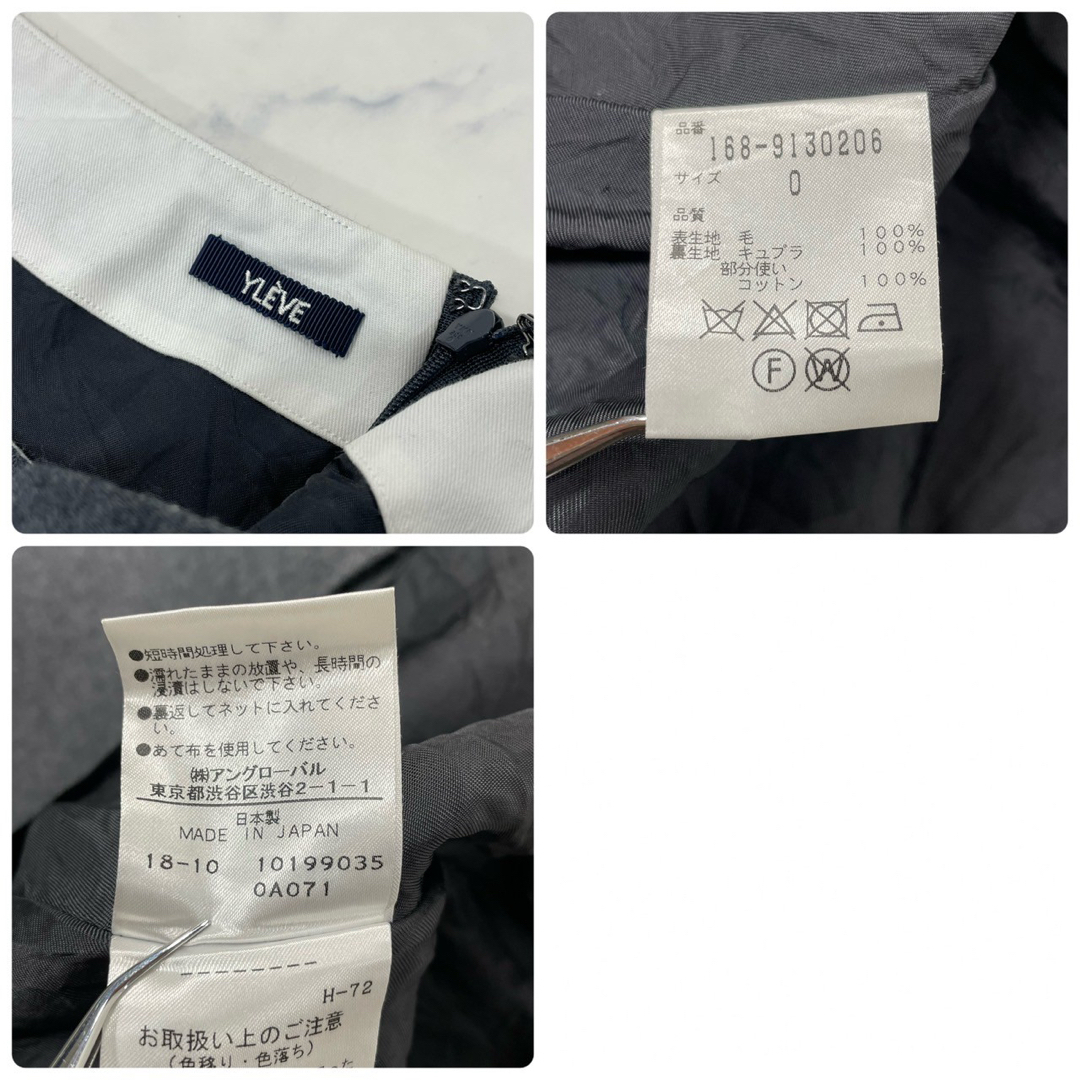 YLÈVE
品番
168-9130206
サイズ 0
品質
表生地 毛 100%
裏生地 キュプラ 100%
部分使い
コットン 100%
F W
●短時間処理して下さい。
●濡れたままの放置や、長時間の
浸漬はしないで下さい。
●裏返してネットに入れてくださ
い。
●あて布を使用してください。
㈱アングローバル
東京都渋谷区渋谷2-1-1
日本製
MADE IN JAPAN
18-10 10199035
0A071
H-72
お取扱い上のご注意
(色移り・色落ち)